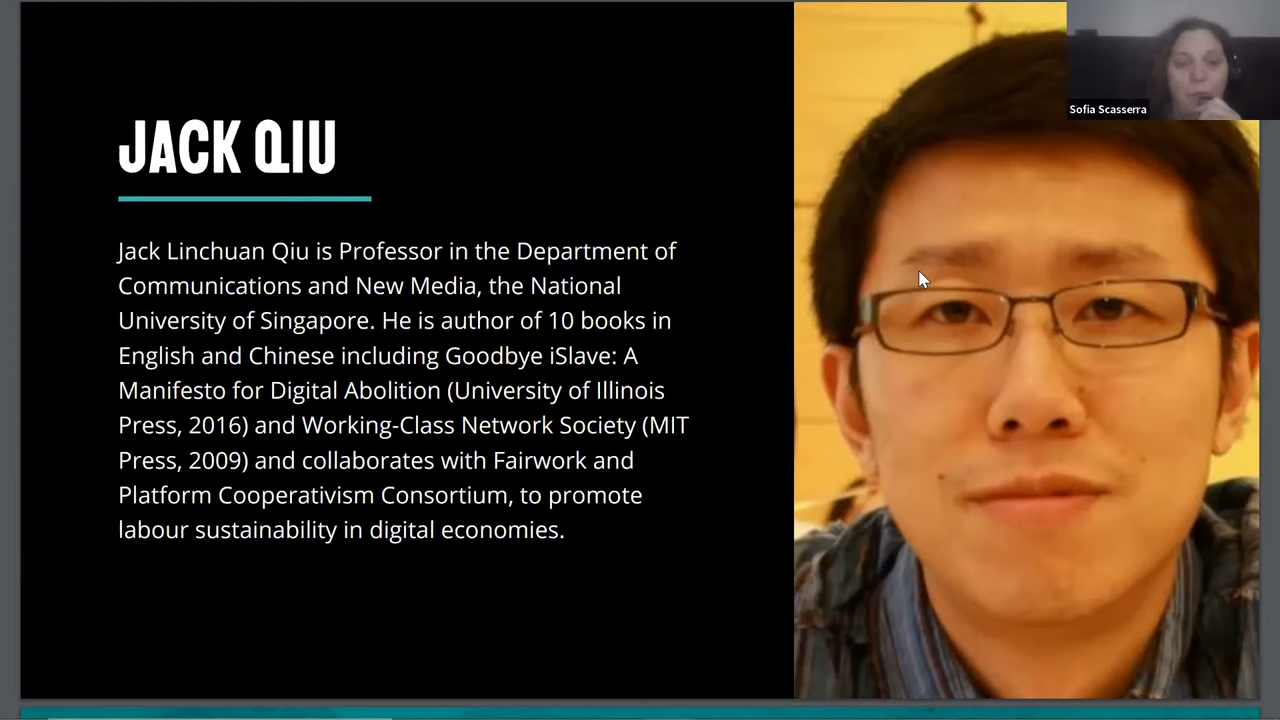 JACK QIU
Jack Linchuan Qiu is Professor in the Department of
Communications and New Media, the National
University of Singapore. He is author of 10 books in
English and Chinese including Goodbye iSlave: A
Manifesto for Digital Abolition (University of Illinois
Press, 2016) and Working-Class Network Society (MIT
Press, 2009) and collaborates with Fairwork and
Platform Cooperativism Consortium, to promote
labour sustainability in digital economies.
Sofia Scasserra